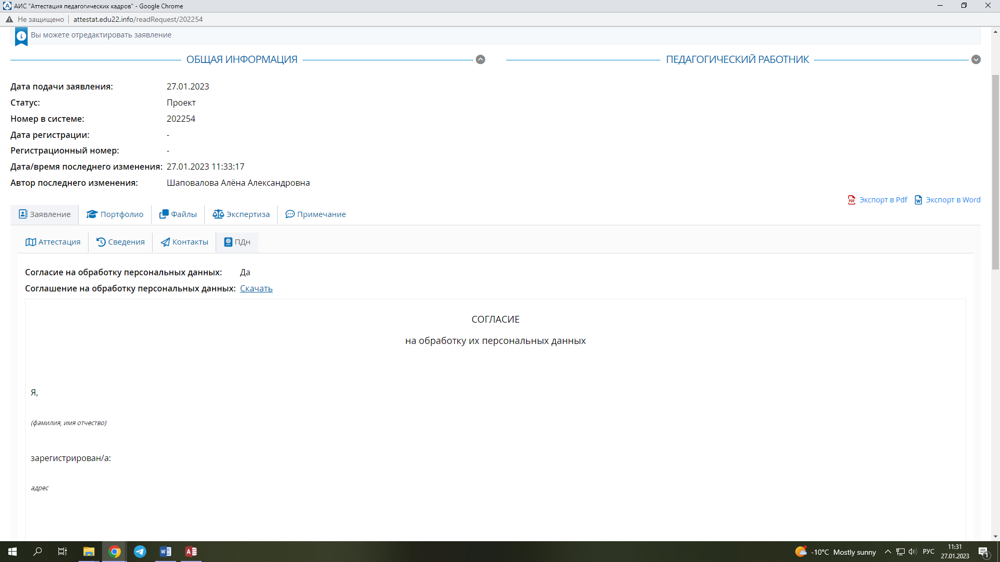 АИС "Аттестация педагогических кадров" - Google Chrome
Не защищено
attestat.edu22.info/readRequest/202254
Вы можете отредактировать заявление
ОБЩАЯ ИНФОРМАЦИЯ
ПЕДАГОГИЧЕСКИЙ РАБОТНИК
Дата подачи заявления: 27.01.2023
Статус: Проект
Номер в системе: 202254
Дата регистрации: -
Регистрационный номер: -
Дата/время последнего изменения: 27.01.2023 11:33:17
Автор последнего изменения: Шаповалова Алёна Александровна
Экспорт в Pdf Экспорт в Word
Заявление Портфолио Файлы Экспертиза Примечание
Аттестация Сведения Контакты ПДн
Согласие на обработку персональных данных: Да
Соглашение на обработку персональных данных: Скачать
СОГЛАСИЕ
на обработку их персональных данных
Я,
(фамилия, имя отчество)
зарегистрирован/а:
адрес
-10°C Mostly sunny
РУС
11:31
27.01.2023
1